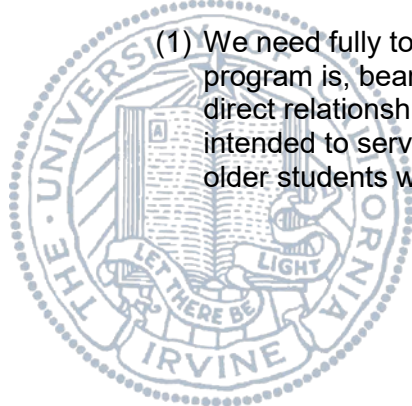 (1) We need fully to
program is, bear
direct relationsh
intended to serv
older students w
THE · UNIVERSITY OF CALIFORNIA
A
LET THERE BE LIGHT
IRVINE